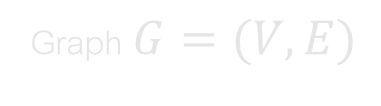 Graph G = (V, E)